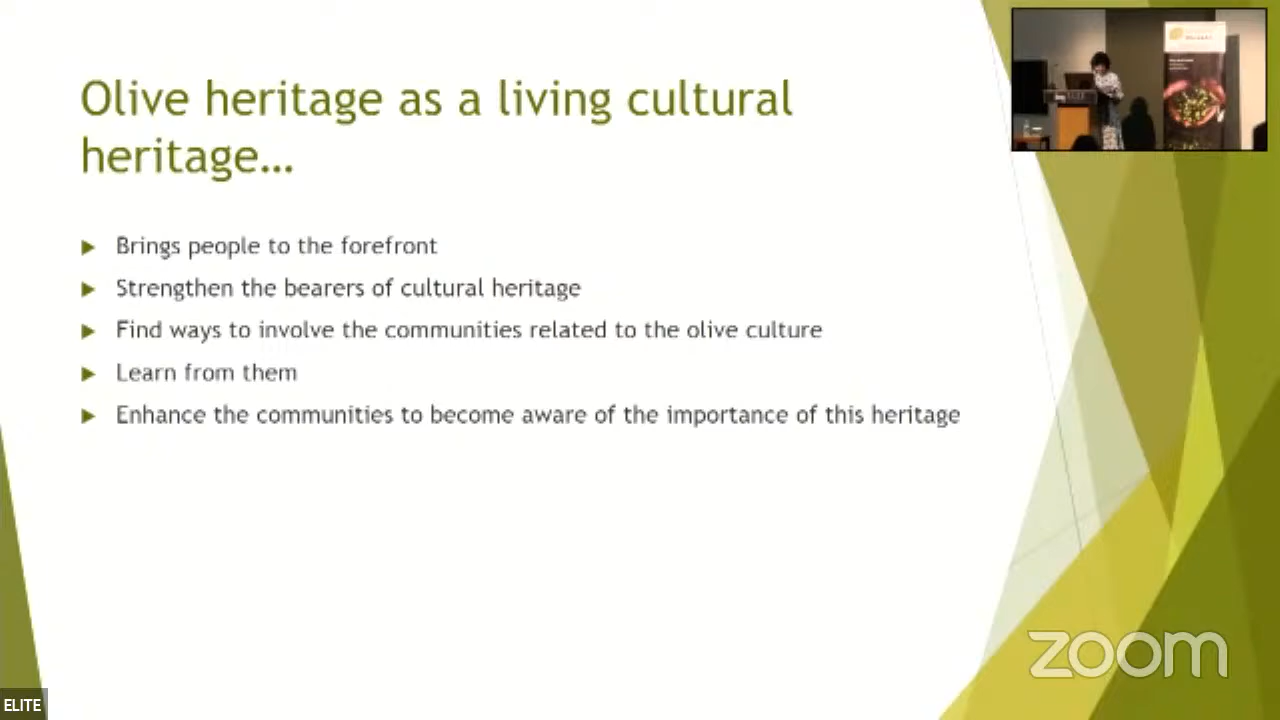 Olive heritage as a living cultural
heritage…
Brings people to the forefront
Strengthen the bearers of cultural heritage
Find ways to involve the communities related to the olive culture
Learn from them
Enhance the communities to become aware of the importance of this heritage
zoom
ELITE